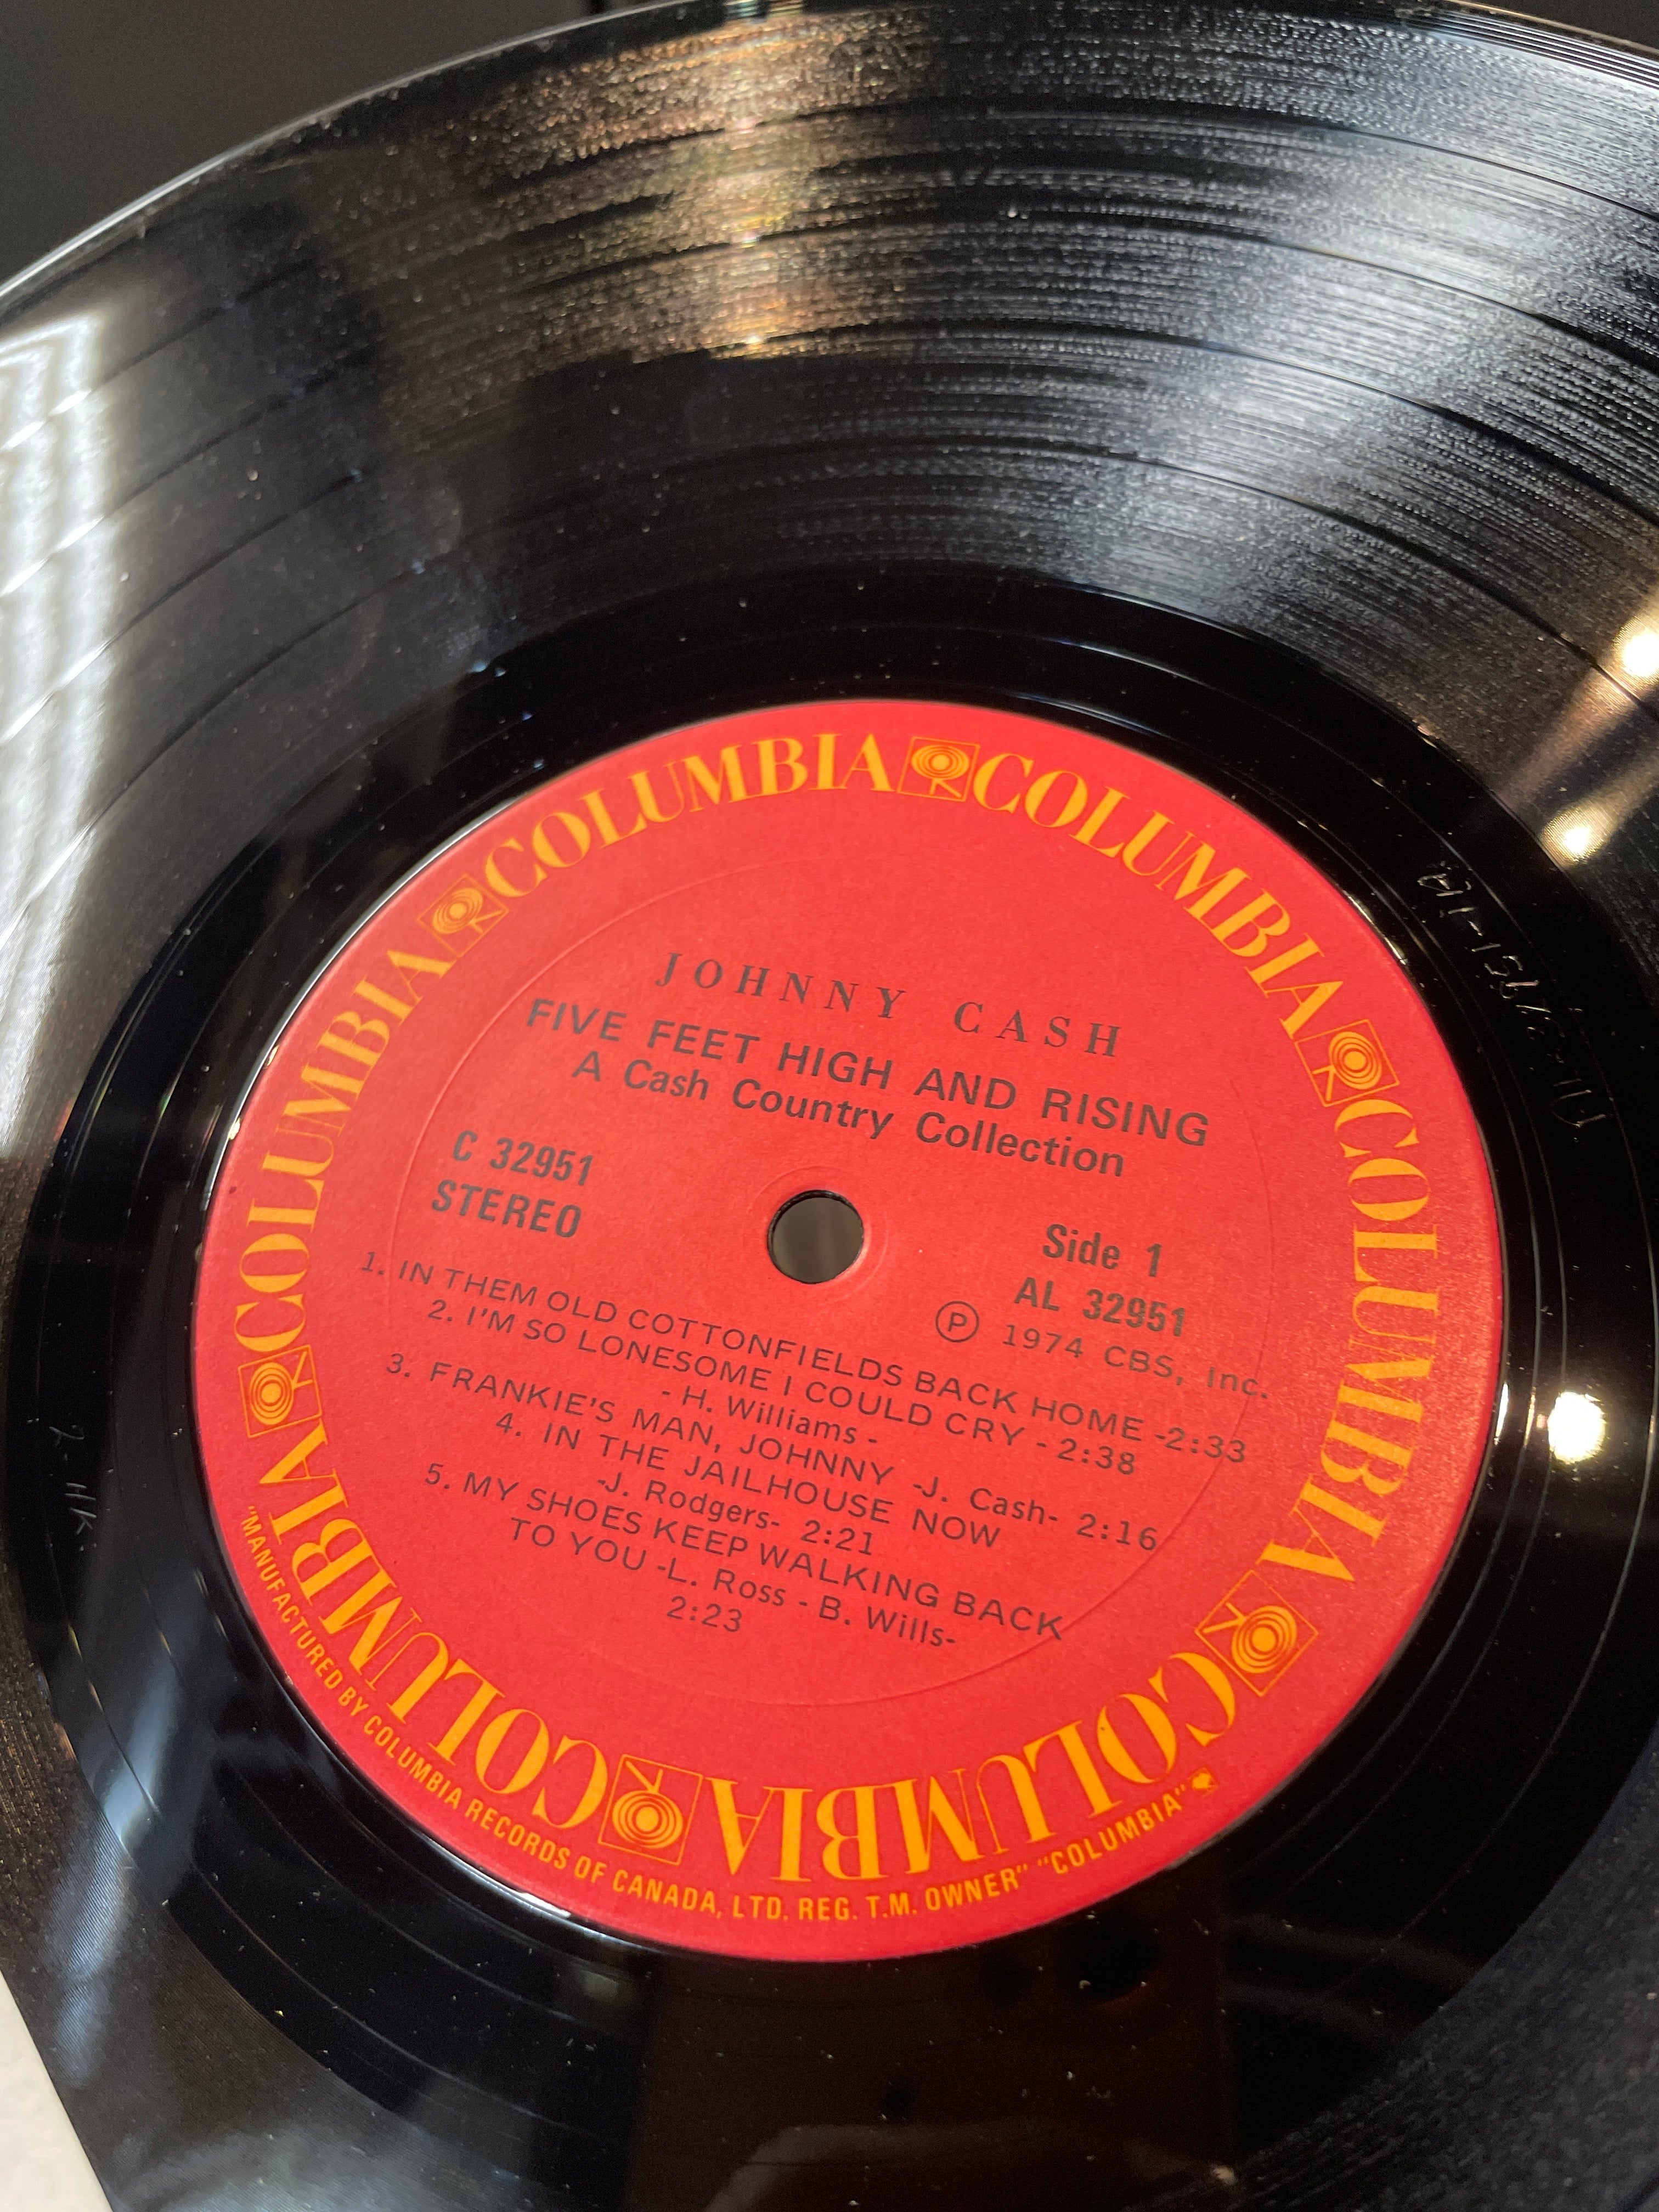 COLUMBIA COLUMBIA COLUMBIA COLUMBIA COLUMBIA COLUMBIA
JOHNNY CASH
FIVE FEET HIGH AND RISING
A Cash Country Collection
C 32951
STEREO
Side 1
AL 32951
Ⓟ 1974 CBS, Inc.
1. IN THEM OLD COTTONFIELDS BACK HOME -2:33
2. I'M SO LONESOME I COULD CRY - 2:38
- H. Williams -
3. FRANKIE'S MAN, JOHNNY -J. Cash- 2:16
4. IN THE JAILHOUSE NOW
-J. Rodgers- 2:21
5. MY SHOES KEEP WALKING BACK
TO YOU -L. Ross - B. Wills-
2:23
"MANUFACTURED BY COLUMBIA RECORDS OF CANADA, LTD. REG. T.M. OWNER" "COLUMBIA"